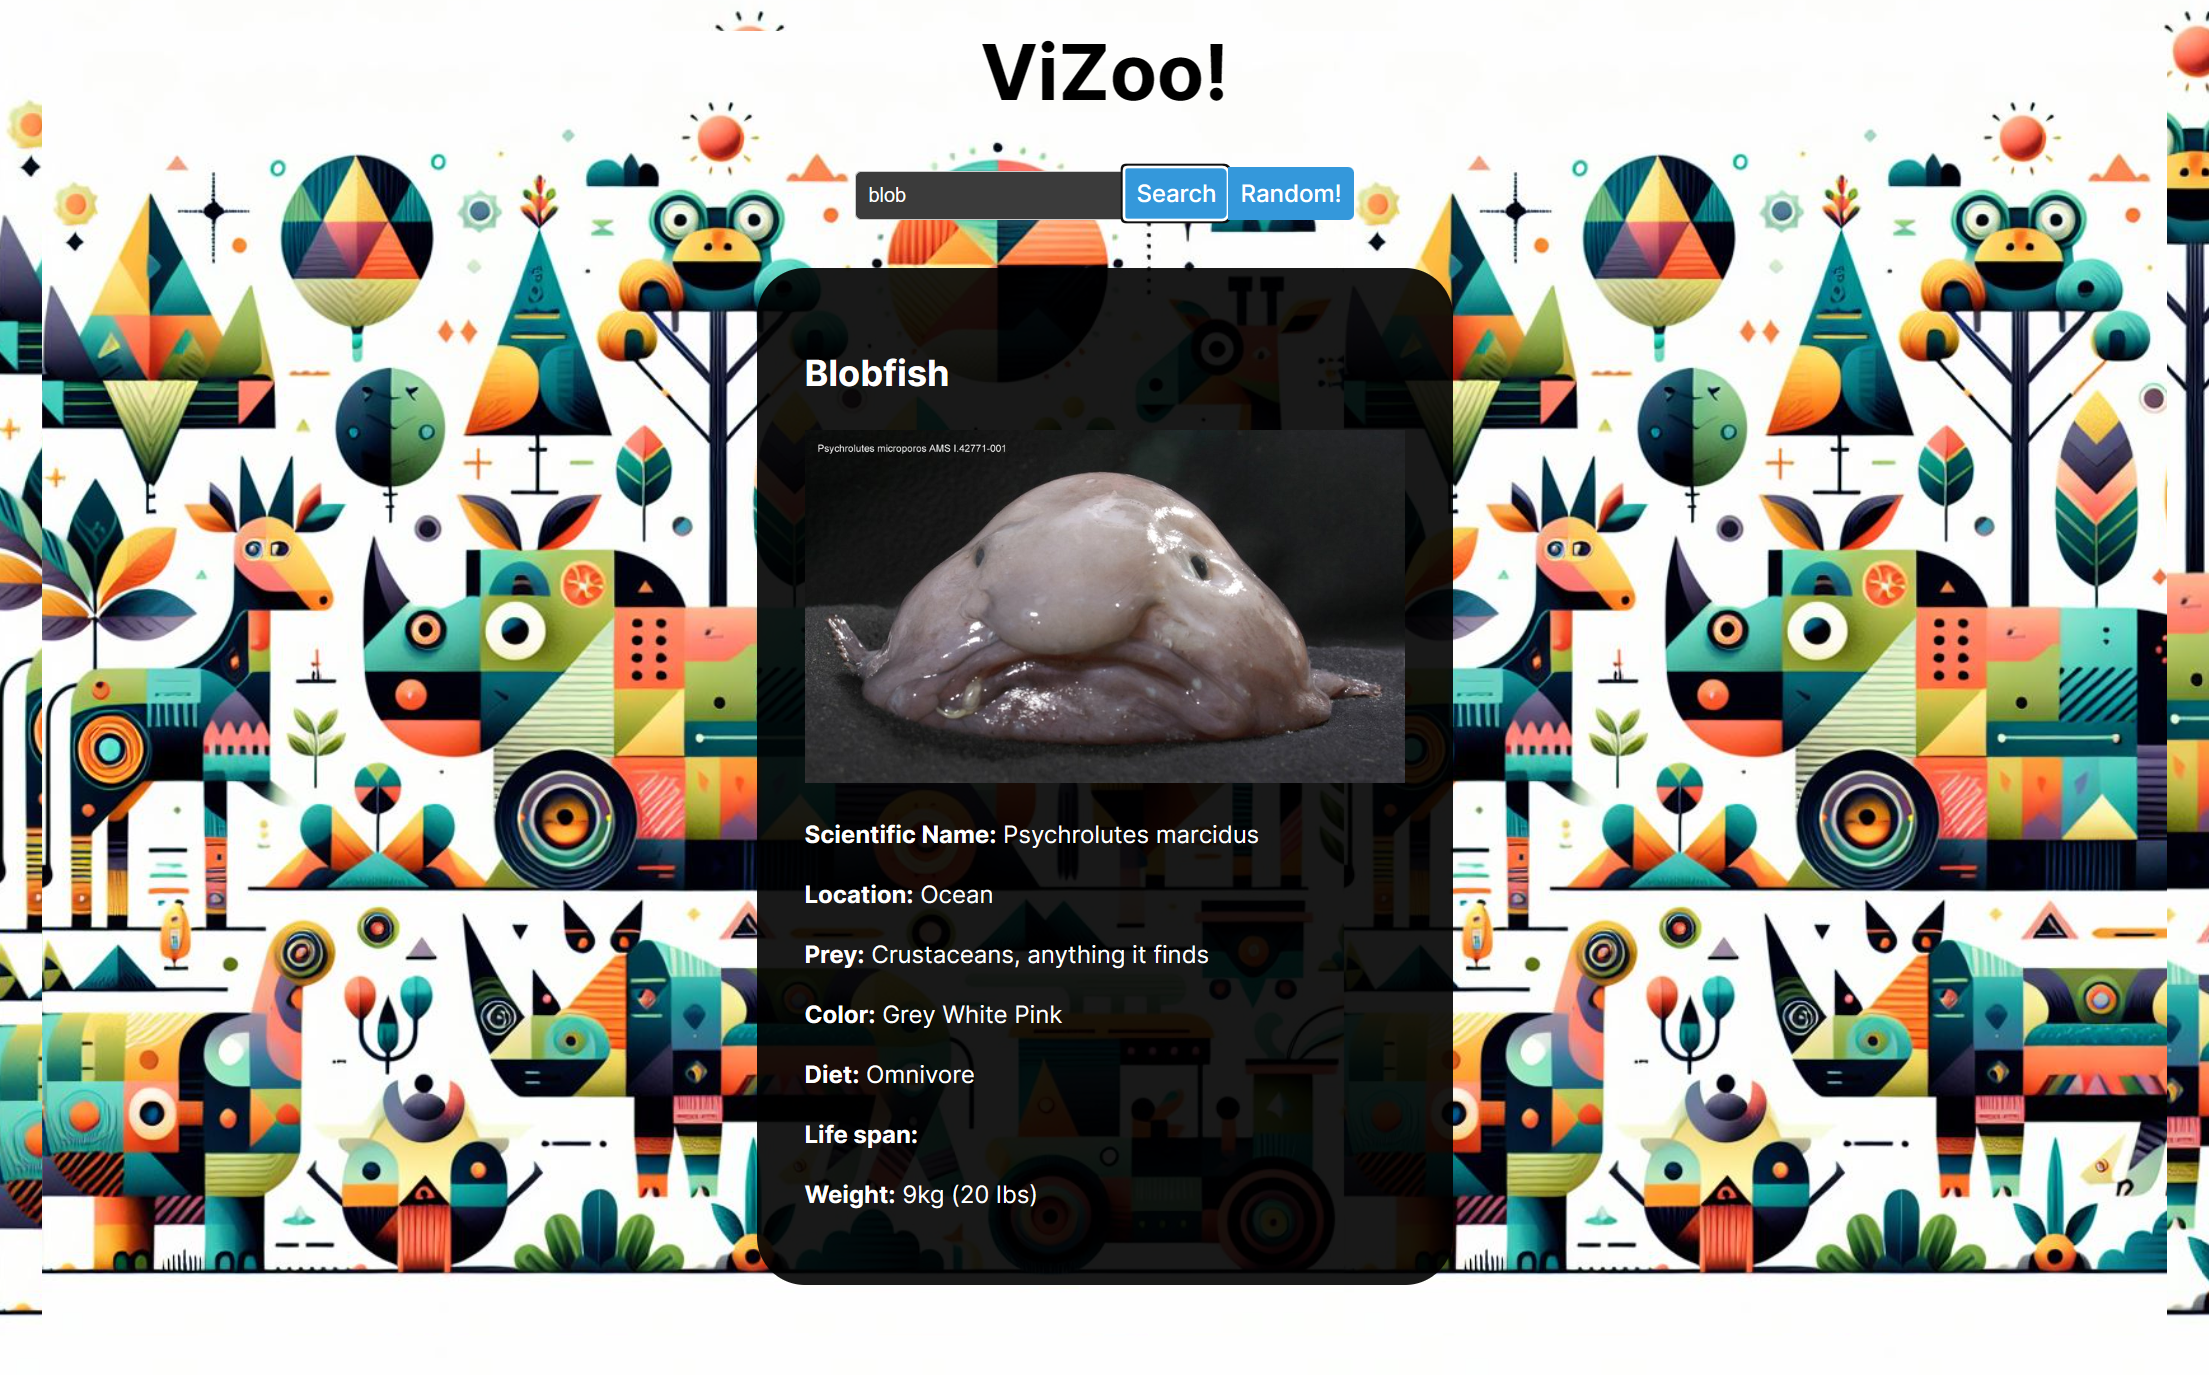 ViZoo!
blob
Search
Random!
Blobfish
Psychrolutes microporos AMS I.42771-001
Scientific Name: Psychrolutes marcidus
Location: Ocean
Prey: Crustaceans, anything it finds
Color: Grey White Pink
Diet: Omnivore
Life span:
Weight: 9kg (20 lbs)